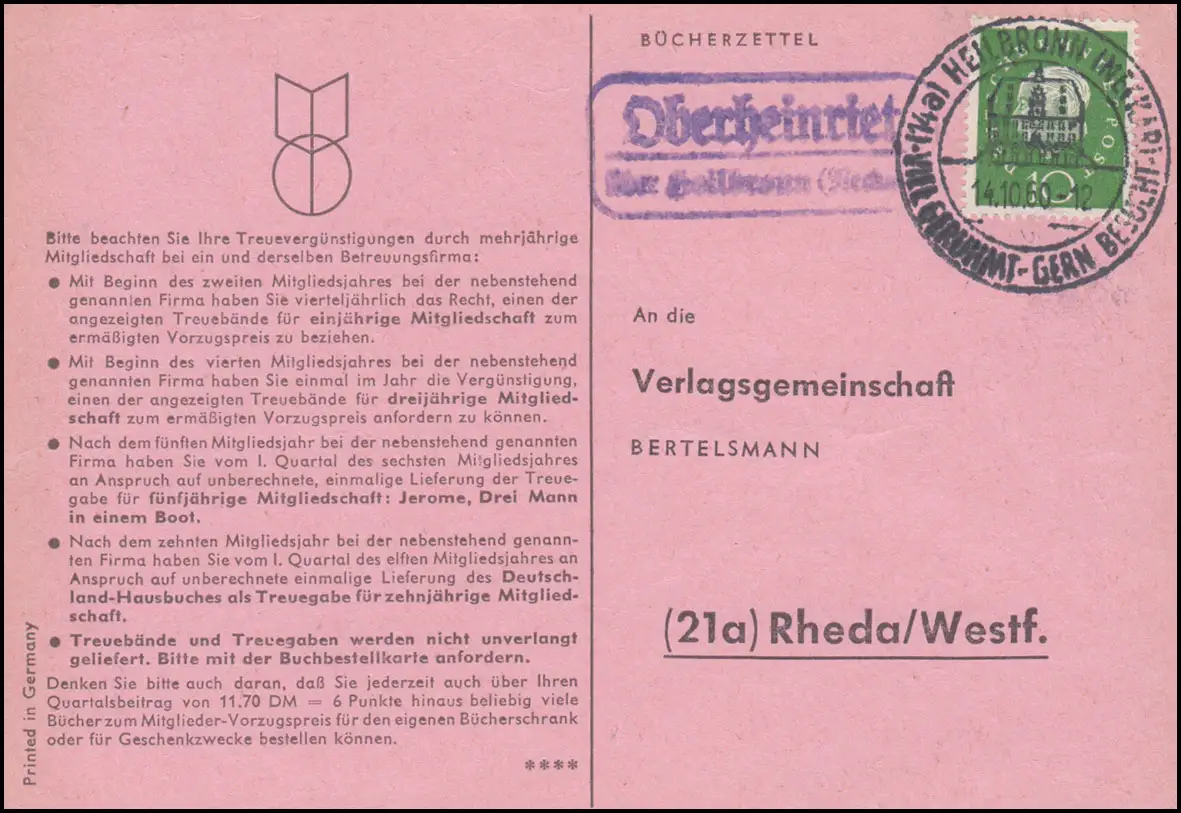 Bitte beachten Sie Ihre Treuevergünstigungen durch mehrjährige
Mitgliedschaft bei ein und derselben Betreuungsfirma:
● Mit Beginn des zweiten Mitgliedsjahres bei der nebenstehend
genannten Firma haben Sie vierteljährlich das Recht, einen der
angezeigten Treuebände für einjährige Mitgliedschaft zum
ermäßigten Vorzugspreis zu beziehen.
● Mit Beginn des vierten Mitgliedsjahres bei der nebenstehend
genannten Firma haben Sie einmal im Jahr die Vergünstigung,
einen der angezeigten Treuebände für dreijährige Mitglied-
schaft zum ermäßigten Vorzugspreis anfordern zu können.
● Nach dem fünften Mitgliedsjahr bei der nebenstehend genannten
Firma haben Sie vom I. Quartal des sechsten Mitgliedsjahres
an Anspruch auf unberechnete, einmalige Lieferung der Treue-
gabe für fünfjährige Mitgliedschaft: Jerome, Drei Mann
in einem Boot.
● Nach dem zehnten Mitgliedsjahr bei der nebenstehend genann-
ten Firma haben Sie vom I. Quartal des elften Mitgliedsjahres an
Anspruch auf unberechnete einmalige Lieferung des Deutsch-
land-Hausbuches als Treuegabe für zehnjährige Mitglied-
schaft.
● Treuebände und Treuegaben werden nicht unverlangt
geliefert. Bitte mit der Buchbestellkarte anfordern.
Denken Sie bitte auch daran, daß Sie jederzeit auch über Ihren
Quartalsbeitrag von 11.70 DM = 6 Punkte hinaus beliebig viele
Bücher zum Mitglieder-Vorzugspreis für den eigenen Bücherschrank
oder für Geschenkzwecke bestellen können.
****
Printed in Germany
BÜCHERZETTEL
Oberheinriet
über Heilbronn (Neckar
(14a) HEILBRONN (NECKAR)
VIEL GERÜHMT-GERN BESUCHT
14.10.60-12
POST
10
An die
Verlagsgemeinschaft
BERTELSMANN
(21a) Rheda/Westf.